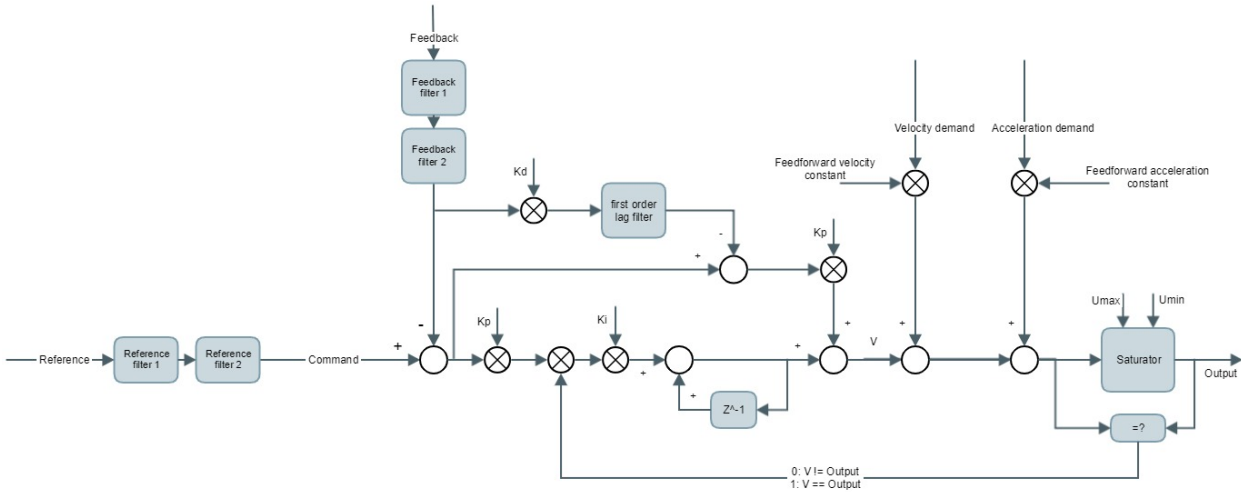 Feedback
Feedback
filter 1
Feedback
filter 2
Velocity demand
Acceleration demand
Feedforward velocity
constant
Feedforward acceleration
constant
Kd
first order
lag filter
-
Kp
+
-
Kp
Ki
+
+
+
+
Umax
Umin
Reference
Reference
filter 1
Reference
filter 2
Command
+
+
+
V
Saturator
Output
+
Z^-1
=?
0: V != Output
1: V == Output